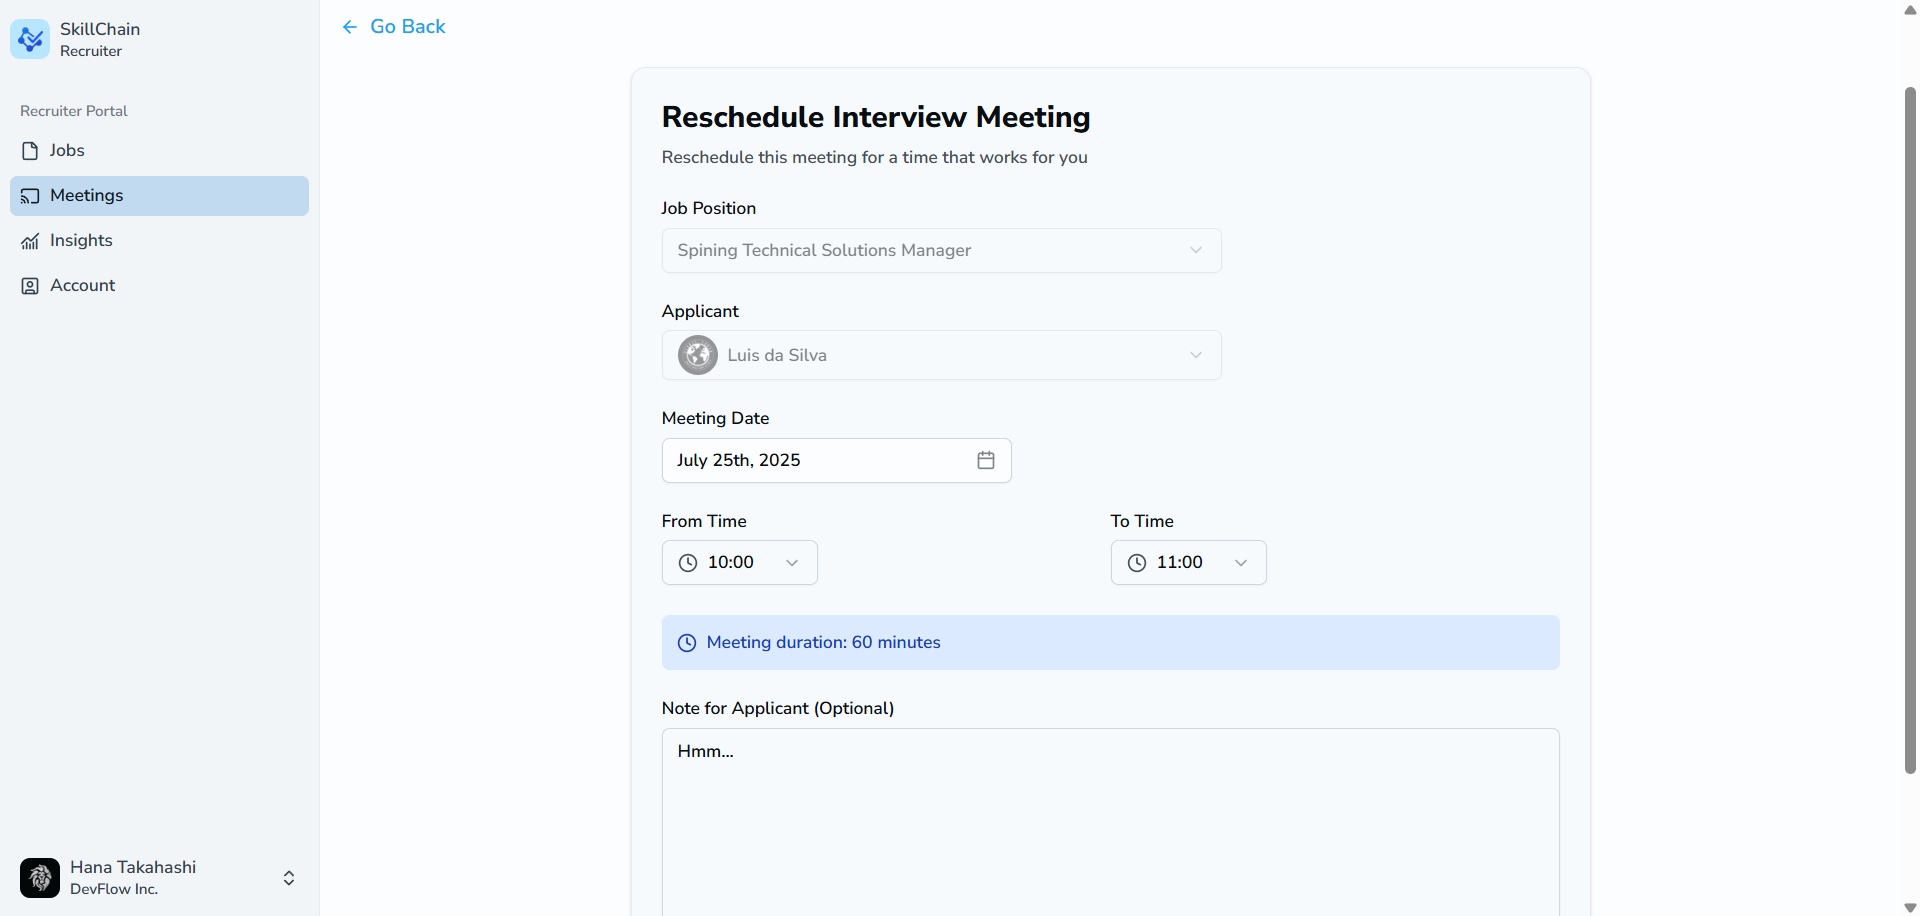 SkillChain
Recruiter
Recruiter Portal
Jobs
Meetings
Insights
Account
Hana Takahashi
DevFlow Inc.
Go Back
Reschedule Interview Meeting
Reschedule this meeting for a time that works for you
Job Position
Spining Technical Solutions Manager
Applicant
Luis da Silva
Meeting Date
July 25th, 2025
From Time
To Time
10:00
11:00
Meeting duration: 60 minutes
Note for Applicant (Optional)
Hmm...